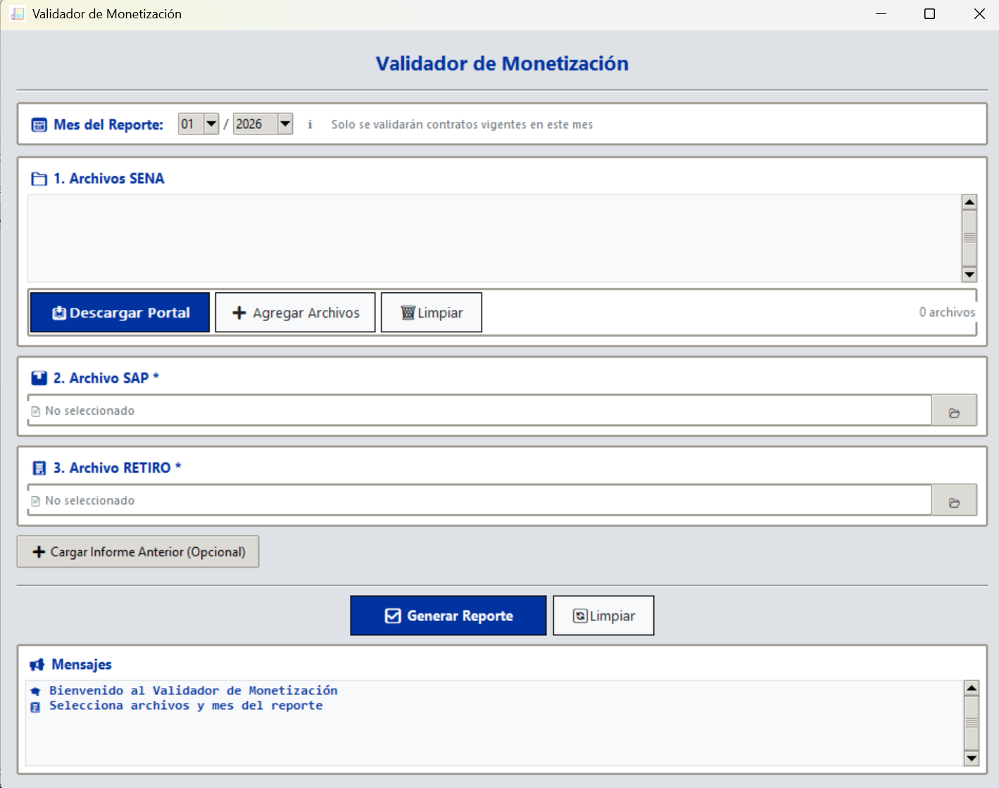 Validador de Monetización
Validador de Monetización
Mes del Reporte: 01 / 2026 i Solo se validarán contratos vigentes en este mes
1. Archivos SENA
Descargar Portal + Agregar Archivos Limpiar 0 archivos
2. Archivo SAP *
No seleccionado
3. Archivo RETIRO *
No seleccionado
+ Cargar Informe Anterior (Opcional)
Generar Reporte Limpiar
Mensajes
Bienvenido al Validador de Monetización
Selecciona archivos y mes del reporte